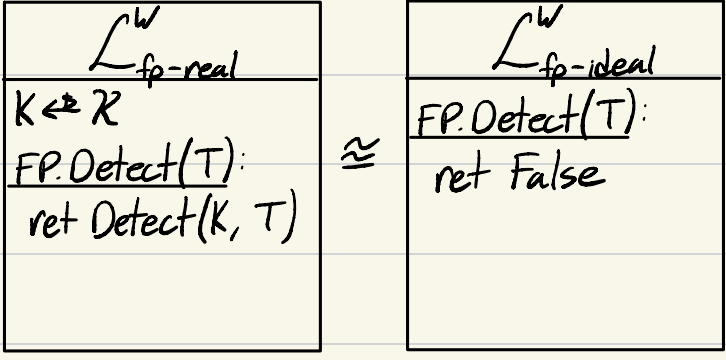 ℒ^W_fp-real
K ↞$ 𝒦
FP.Detect(T):
ret Detect(K, T)
≊
ℒ^W_fp-ideal
FP.Detect(T):
ret False